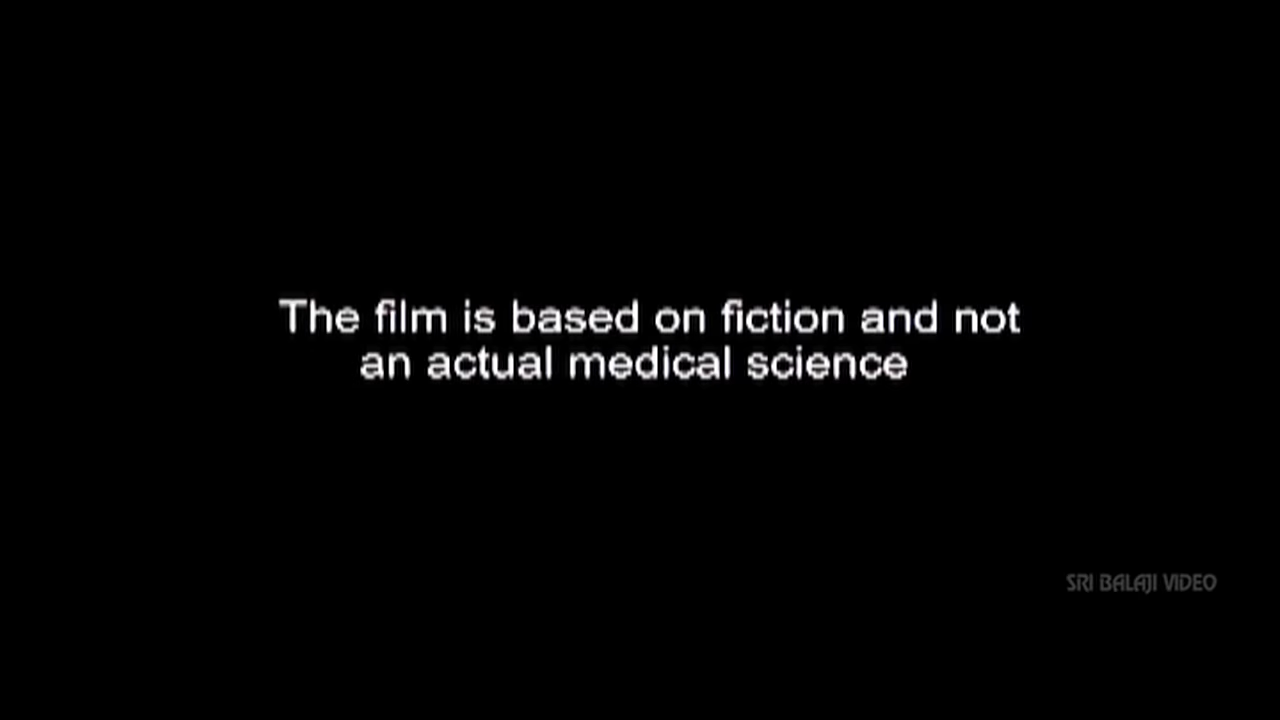 The film is based on fiction and not
an actual medical science
SRI BALAJI VIDEO